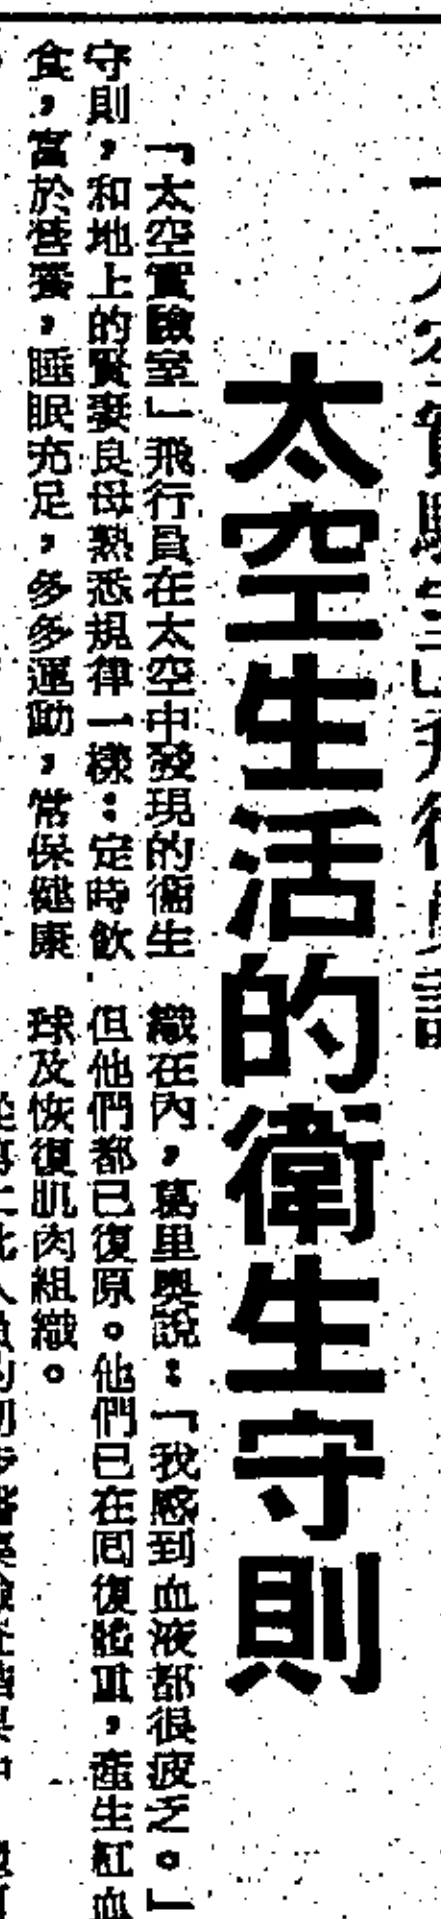 太空生活的衛生守則
「太空實驗室」飛行員在太空中發現的衞生
守則，和地上的賢妻良母熟悉規律一樣：定時飲
食，富於營養，睡眠充足，多多運動，常保健康
織在內，葛里奧說：「我感到血液都很疲乏。」
但他們都已復原。他們已在回復體重，產生紅血
球及恢復肌肉組織。